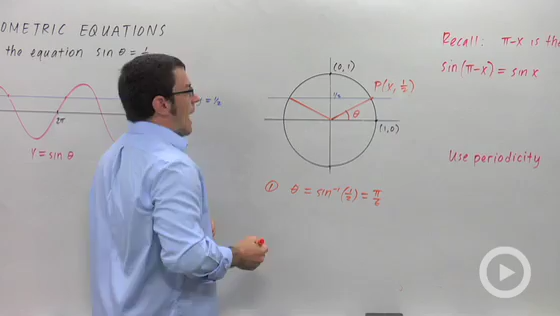 OMETRIC EQUATIONS
the equation sin θ =
y = ½
2π
y = sin θ
(0, 1)
½
P(x, ½)
θ
(1, 0)
① θ = sin⁻¹(½) = π/6
Recall: π-x is the
sin(π-x) = sin x
Use periodicity